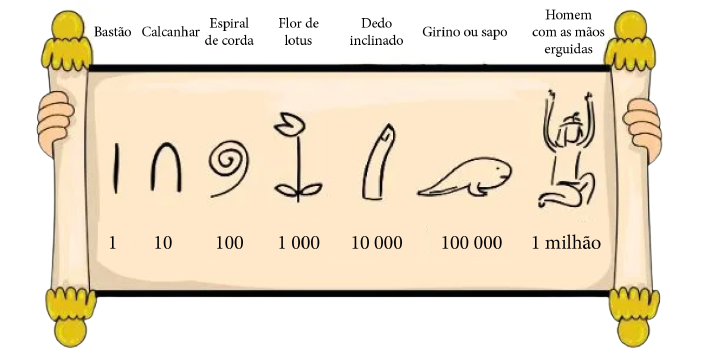 Bastão
Calcanhar
Espiral
de corda
Flor de
lotus
Dedo
inclinado
Girino ou sapo
Homem
com as mãos
erguidas
1
10
100
1 000
10 000
100 000
1 milhão